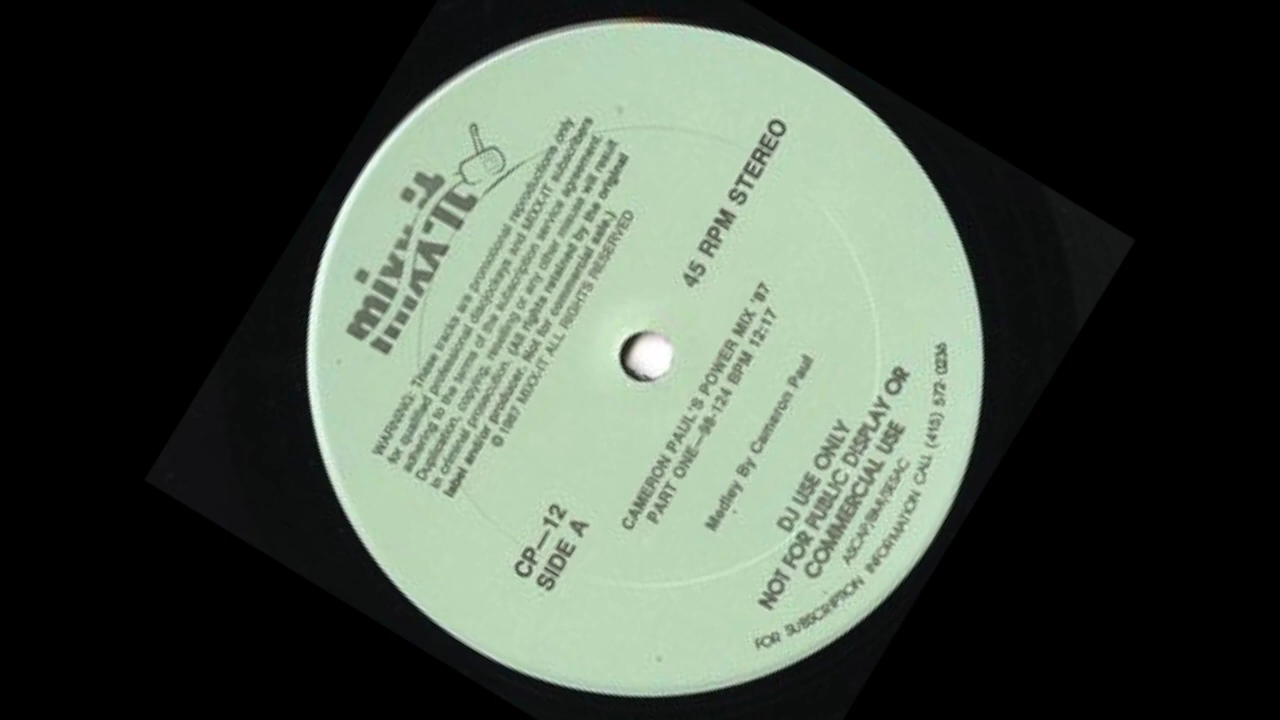 mixx-it
WARNING: These tracks are promotional reproductions only
for qualified professional discjockeys and MIXX-IT subscribers
adhering to the terms of the subscription service agreement.
Duplication, copying, reselling or any other misuse will result
in criminal prosecution. (All rights retained by the original
label and/or producer. Not for commercial sale.)
© 1987 MIXX-IT ALL RIGHTS RESERVED
CP—12
SIDE A
45 RPM STEREO
CAMERON PAUL'S POWER MIX '87
PART ONE—98-124 BPM 12:17
Medley By Cameron Paul
DJ USE ONLY
NOT FOR PUBLIC DISPLAY OR
COMMERCIAL USE
ASCAP/BMI/SESAC
FOR SUBSCRIPTION INFORMATION CALL (415) 572-0236